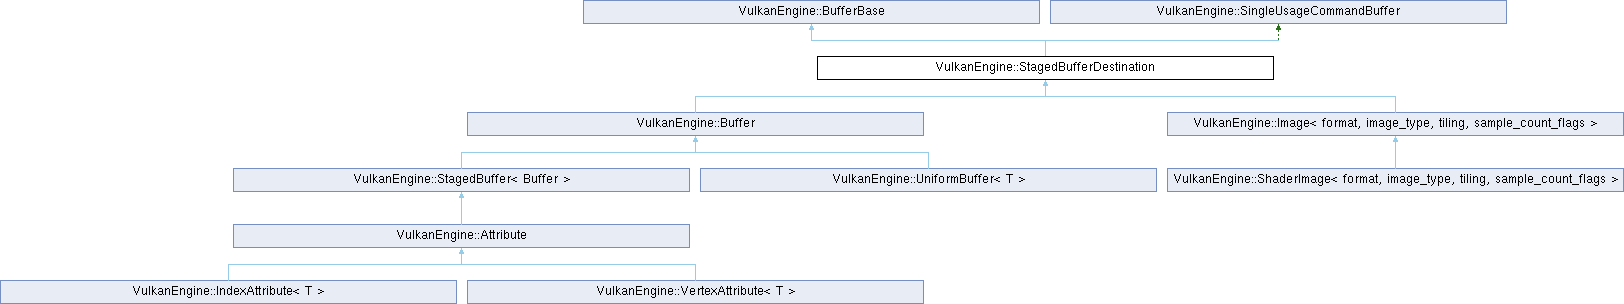 VulkanEngine::BufferBase
VulkanEngine::SingleUsageCommandBuffer
VulkanEngine::StagedBufferDestination
VulkanEngine::Buffer
VulkanEngine::Image< format, image_type, tiling, sample_count_flags >
VulkanEngine::StagedBuffer< Buffer >
VulkanEngine::UniformBuffer< T >
VulkanEngine::ShaderImage< format, image_type, tiling, sample_count_flags >
VulkanEngine::Attribute
VulkanEngine::IndexAttribute< T >
VulkanEngine::VertexAttribute< T >